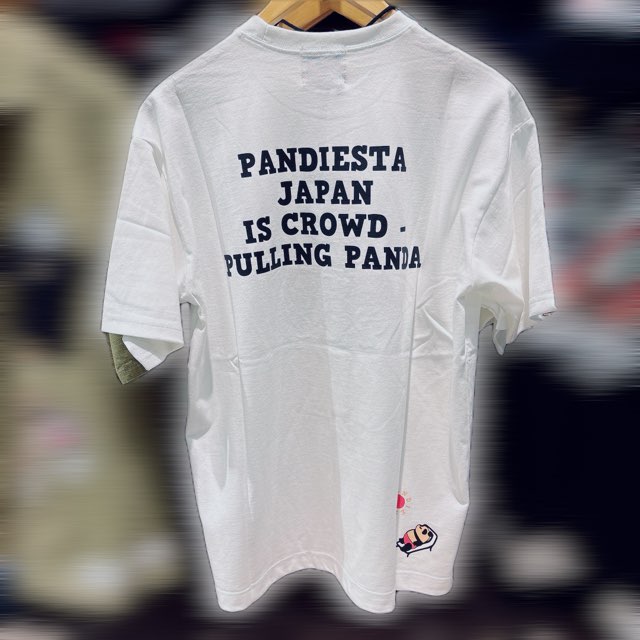 PANDIESTA
JAPAN
IS CROWD -
PULLING PANDA